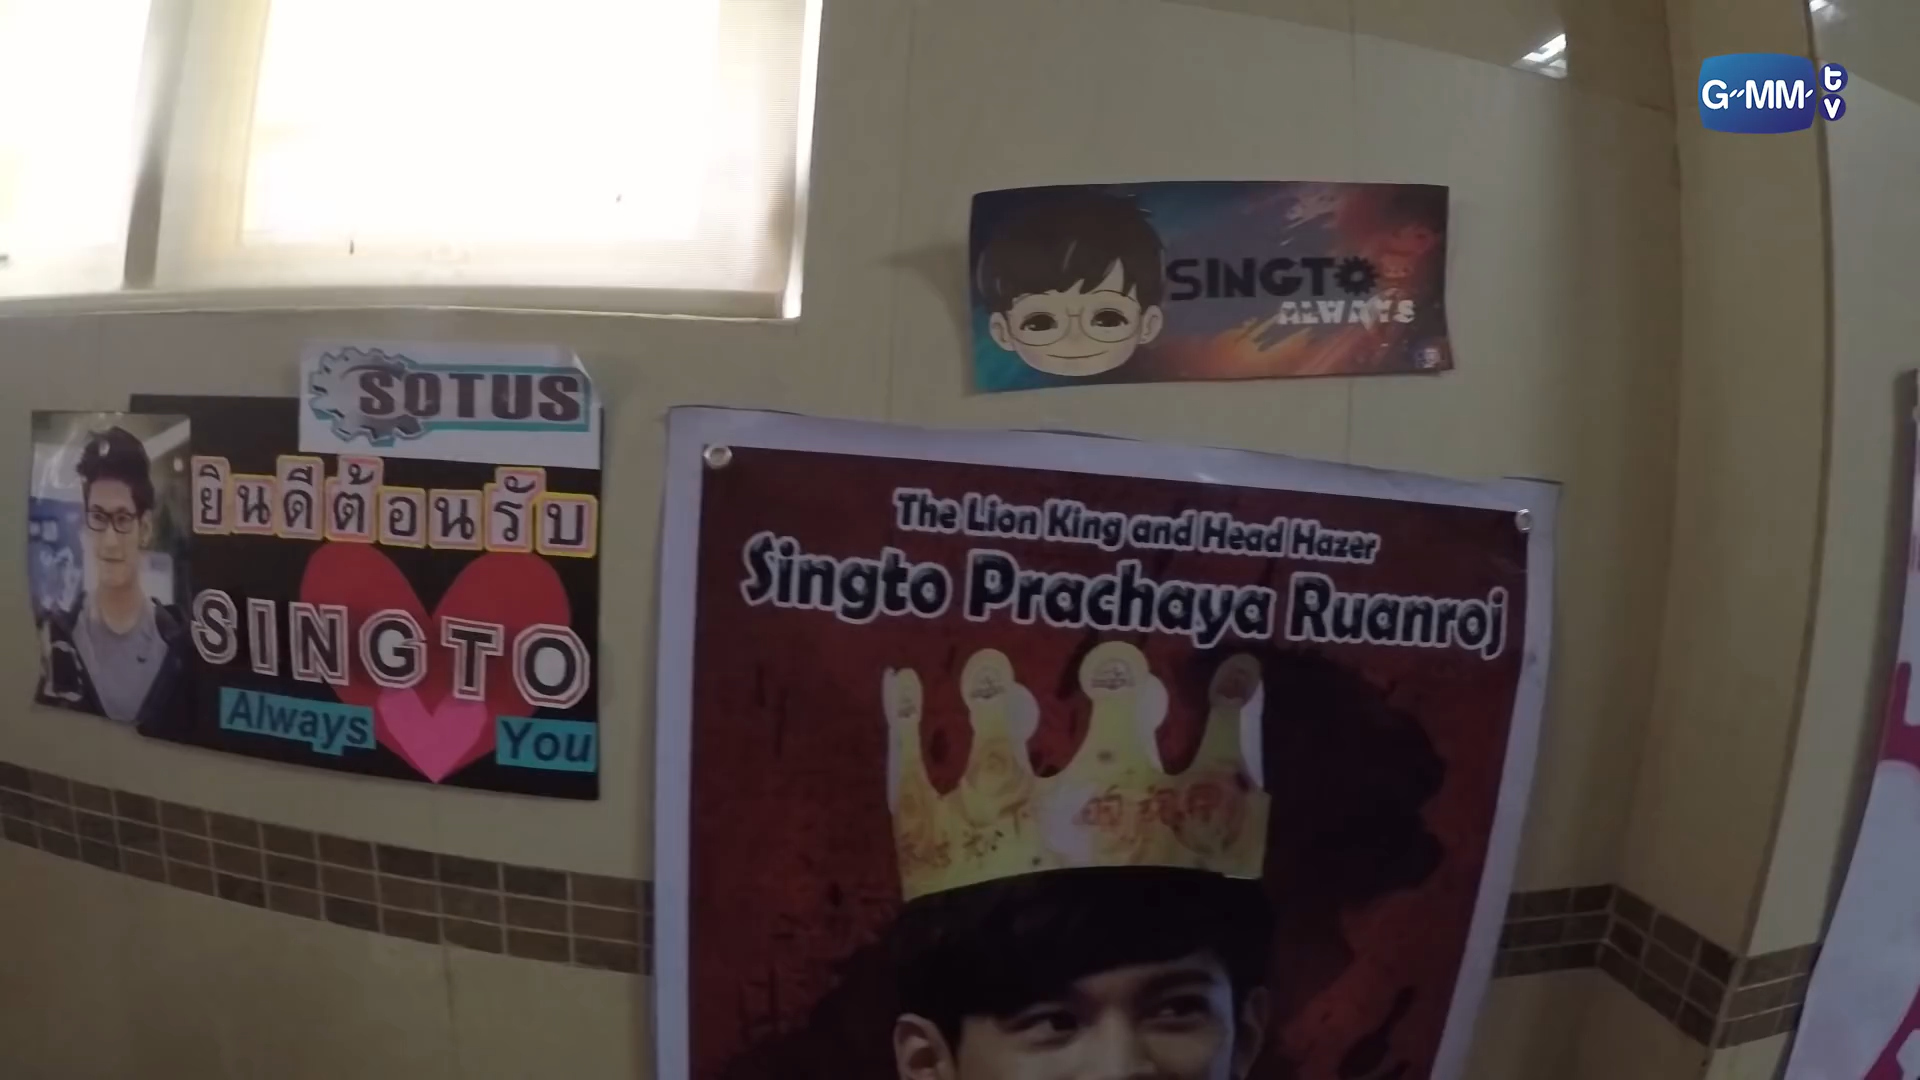 G-MM-tv
SINGTO
ALWAYS
SOTUS
ยินดีต้อนรับ
SINGTO
Always You
The Lion King and Head Hazer
Singto Prachaya Ruanroj